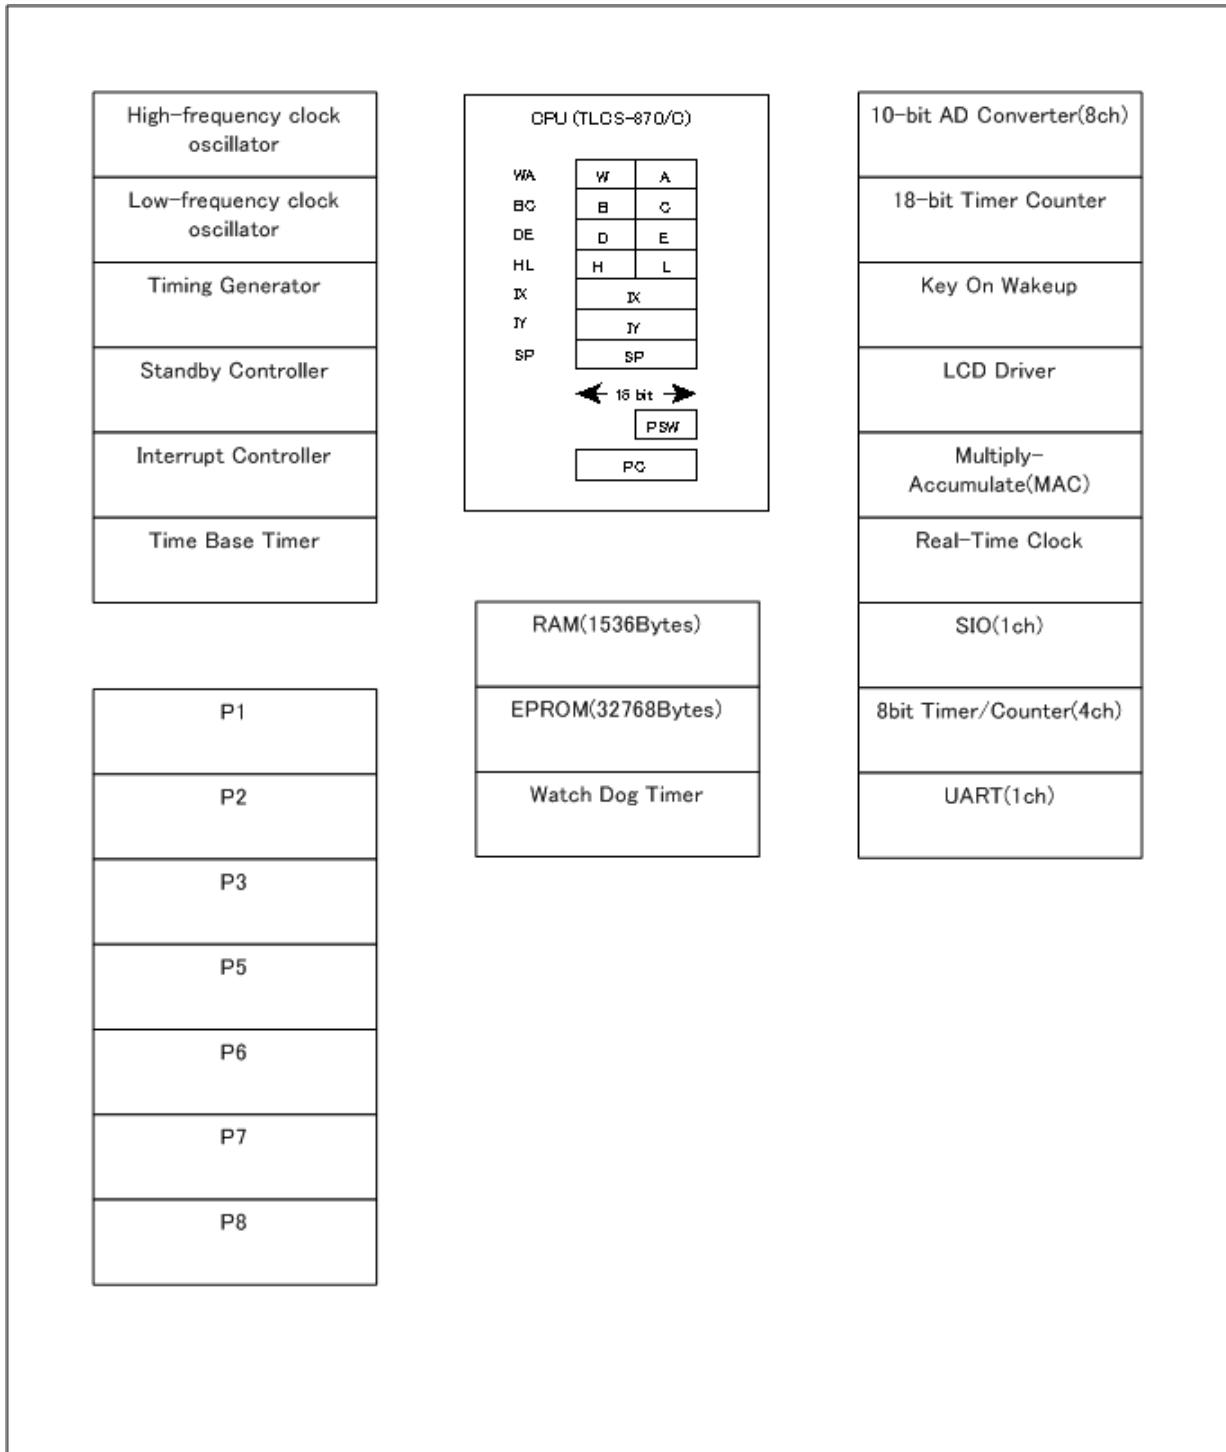 High-frequency clock
oscillator
Low-frequency clock
oscillator
Timing Generator
Standby Controller
Interrupt Controller
Time Base Timer
P1
P2
P3
P5
P6
P7
P8
CPU (TLCS-870/C)
WA W A
BC B C
DE D E
HL H L
IX IX
IY IY
SP SP
16 bit
PSW
PC
RAM(1536Bytes)
EPROM(32768Bytes)
Watch Dog Timer
10-bit AD Converter(8ch)
18-bit Timer Counter
Key On Wakeup
LCD Driver
Multiply-
Accumulate(MAC)
Real-Time Clock
SIO(1ch)
8bit Timer/Counter(4ch)
UART(1ch)